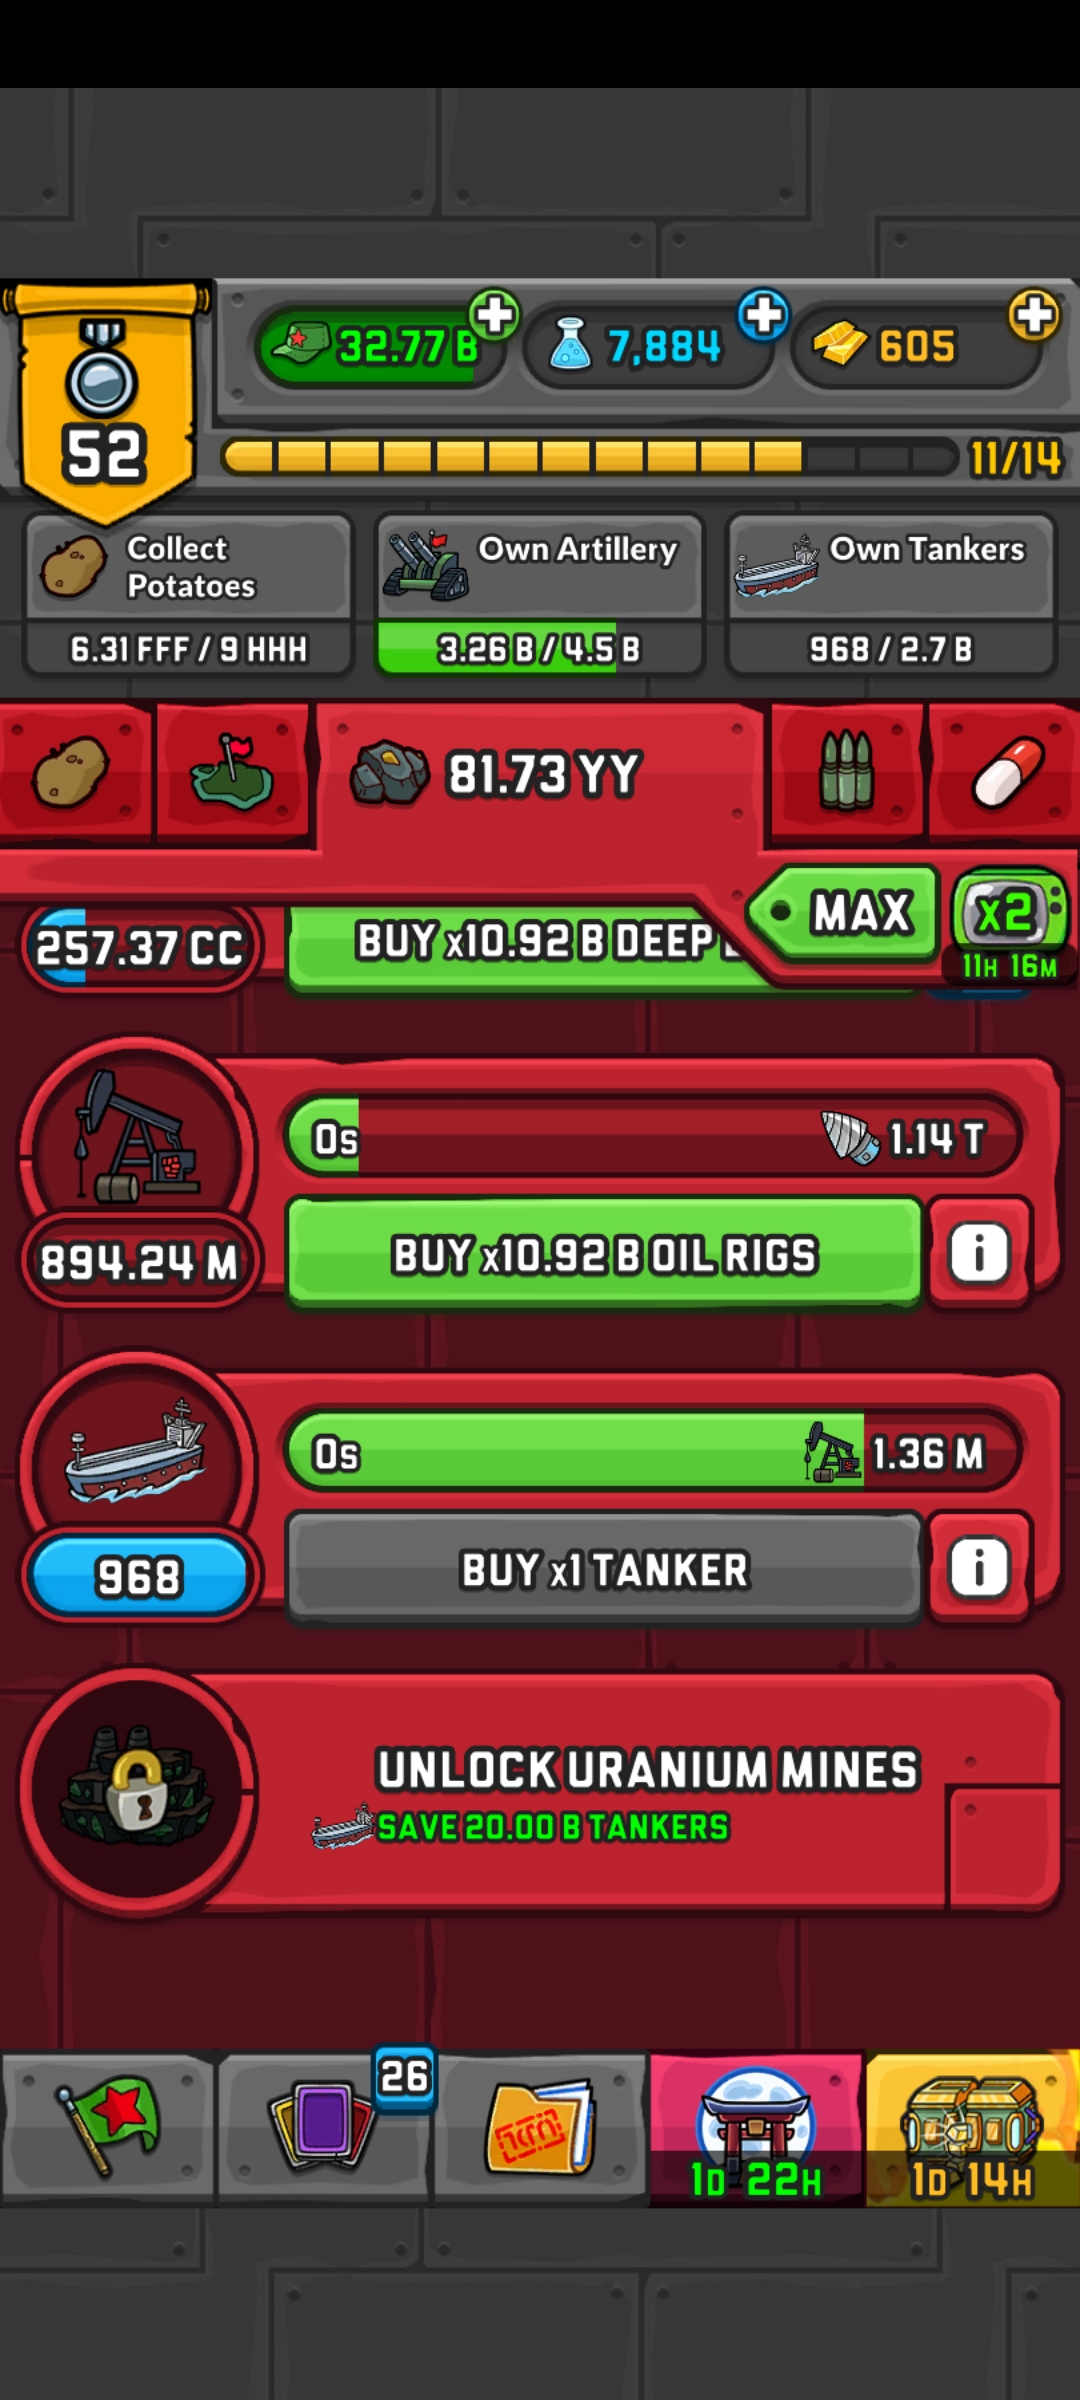 32.77 B
7,884
605
52
11/14
Collect
Potatoes
6.31 FFF / 9 HHH
Own Artillery
3.26 B / 4.5 B
Own Tankers
968 / 2.7 B
81.73 YY
MAX
x2
11H 16M
257.37 CC
BUY x10.92 B DEEP
0s
1.14 T
894.24 M
BUY x10.92 B OIL RIGS
i
0s
1.36 M
968
BUY x1 TANKER
i
UNLOCK URANIUM MINES
SAVE 20.00 B TANKERS
26
1D 22H
1D 14H